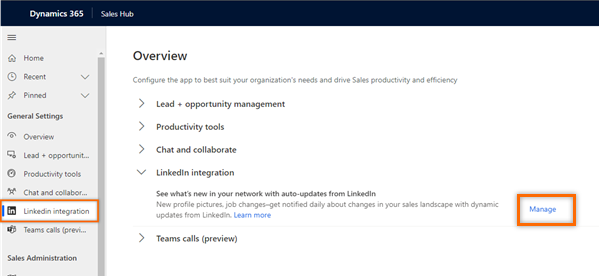 Dynamics 365 Sales Hub
Home
Recent
Pinned
General Settings
Overview
Lead + opportunit...
Productivity tools
Chat and collabor...
Linkedin integration
Teams calls (previ...
Sales Administration
Overview
Configure the app to best suit your organization's needs and drive Sales productivity and efficiency
Lead + opportunity management
Productivity tools
Chat and collaborate
LinkedIn integration
See what's new in your network with auto-updates from LinkedIn
New profile pictures, job changes–get notified daily about changes in your sales landscape with dynamic
updates from LinkedIn. Learn more
Manage
Teams calls (preview)